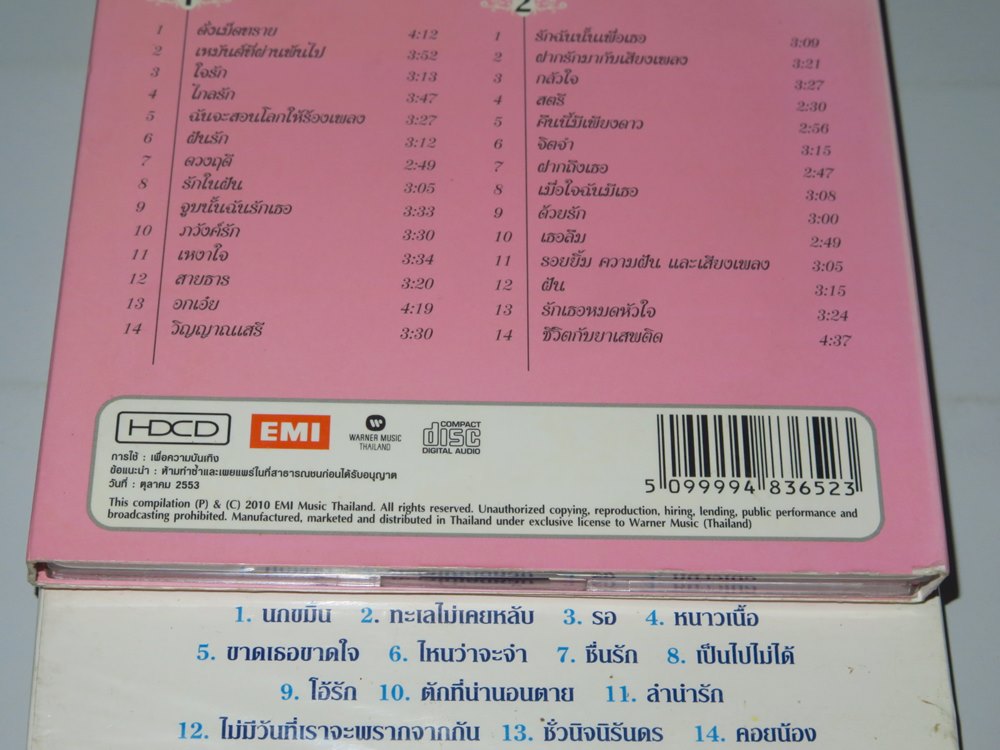 1
1 ดั่งเม็ดทราย 4:12
2 เหมันต์ที่ผ่านพ้นไป 3:52
3 ใจรัก 3:13
4 ไกลรัก 3:47
5 ฉันจะสอนโลกให้ร้องเพลง 3:27
6 ฝันรัก 3:12
7 ดวงฤดี 2:49
8 รักในฝัน 3:05
9 จูบนั้นฉันรักเธอ 3:33
10 ภวังค์รัก 3:30
11 เหงาใจ 3:34
12 สายธาร 3:20
13 อกเอ๋ย 4:19
14 วิญญาณเสรี 3:30
2
1 รักฉันนั้นเพื่อเธอ 3:09
2 ฝากรักมากับเสียงเพลง 3:21
3 กลัวใจ 3:27
4 สตรี 2:30
5 คืนนี้มีเพียงดาว 2:56
6 จิตจำ 3:15
7 ฝากถึงเธอ 2:47
8 เมื่อใจฉันมีเธอ 3:08
9 ด้วยรัก 3:00
10 เธอลืม 2:49
11 รอยยิ้ม ความฝัน และเสียงเพลง 3:05
12 ฝัน 3:15
13 รักเธอหมดหัวใจ 3:24
14 ชีวิตกับยาเสพติด 4:37
HDCD EMI WARNER MUSIC THAILAND COMPACT disc DIGITAL AUDIO
การใช้ : เพื่อความบันเทิง
ข้อแนะนำ : ห้ามทำซ้ำและเผยแพร่ในที่สาธารณชนก่อนได้รับอนุญาต
วันที่ : ตุลาคม 2553
5 099994 836523
This compilation (P) & (C) 2010 EMI Music Thailand. All rights reserved. Unauthorized copying, reproduction, hiring, lending, public performance and
broadcasting prohibited. Manufactured, marketed and distributed in Thailand under exclusive license to Warner Music (Thailand)
1. นกขมิ้น 2. ทะเลไม่เคยหลับ 3. รอ 4. หนาวเนื้อ
5. ขาดเธอขาดใจ 6. ไหนว่าจะจำ 7. ชื่นรัก 8. เป็นไปไม่ได้
9. โอ้รัก 10. ตักที่น่านอนตาย 11. ลำนำรัก
12. ไม่มีวันที่เราจะพรากจากกัน 13. ชั่วนิจนิรันดร 14. คอยน้อง